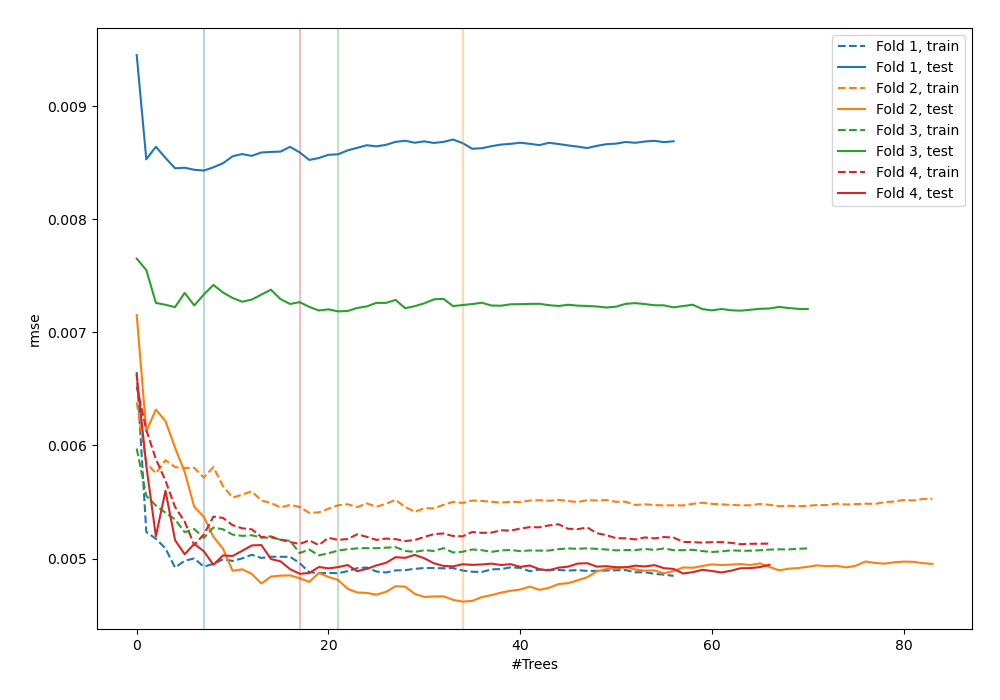 Fold 1, train
Fold 1, test
Fold 2, train
Fold 2, test
Fold 3, train
Fold 3, test
Fold 4, train
Fold 4, test
0.009
0.008
0.007
0.006
0.005
rmse
0
20
40
60
80
#Trees